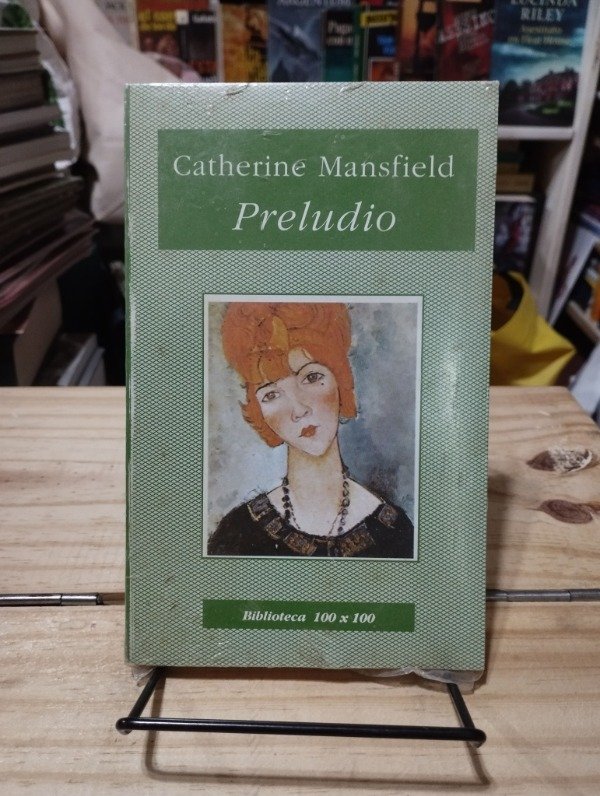 LUCINDA
RILEY
Catherine Mansfield
Preludio
Biblioteca 100 x 100